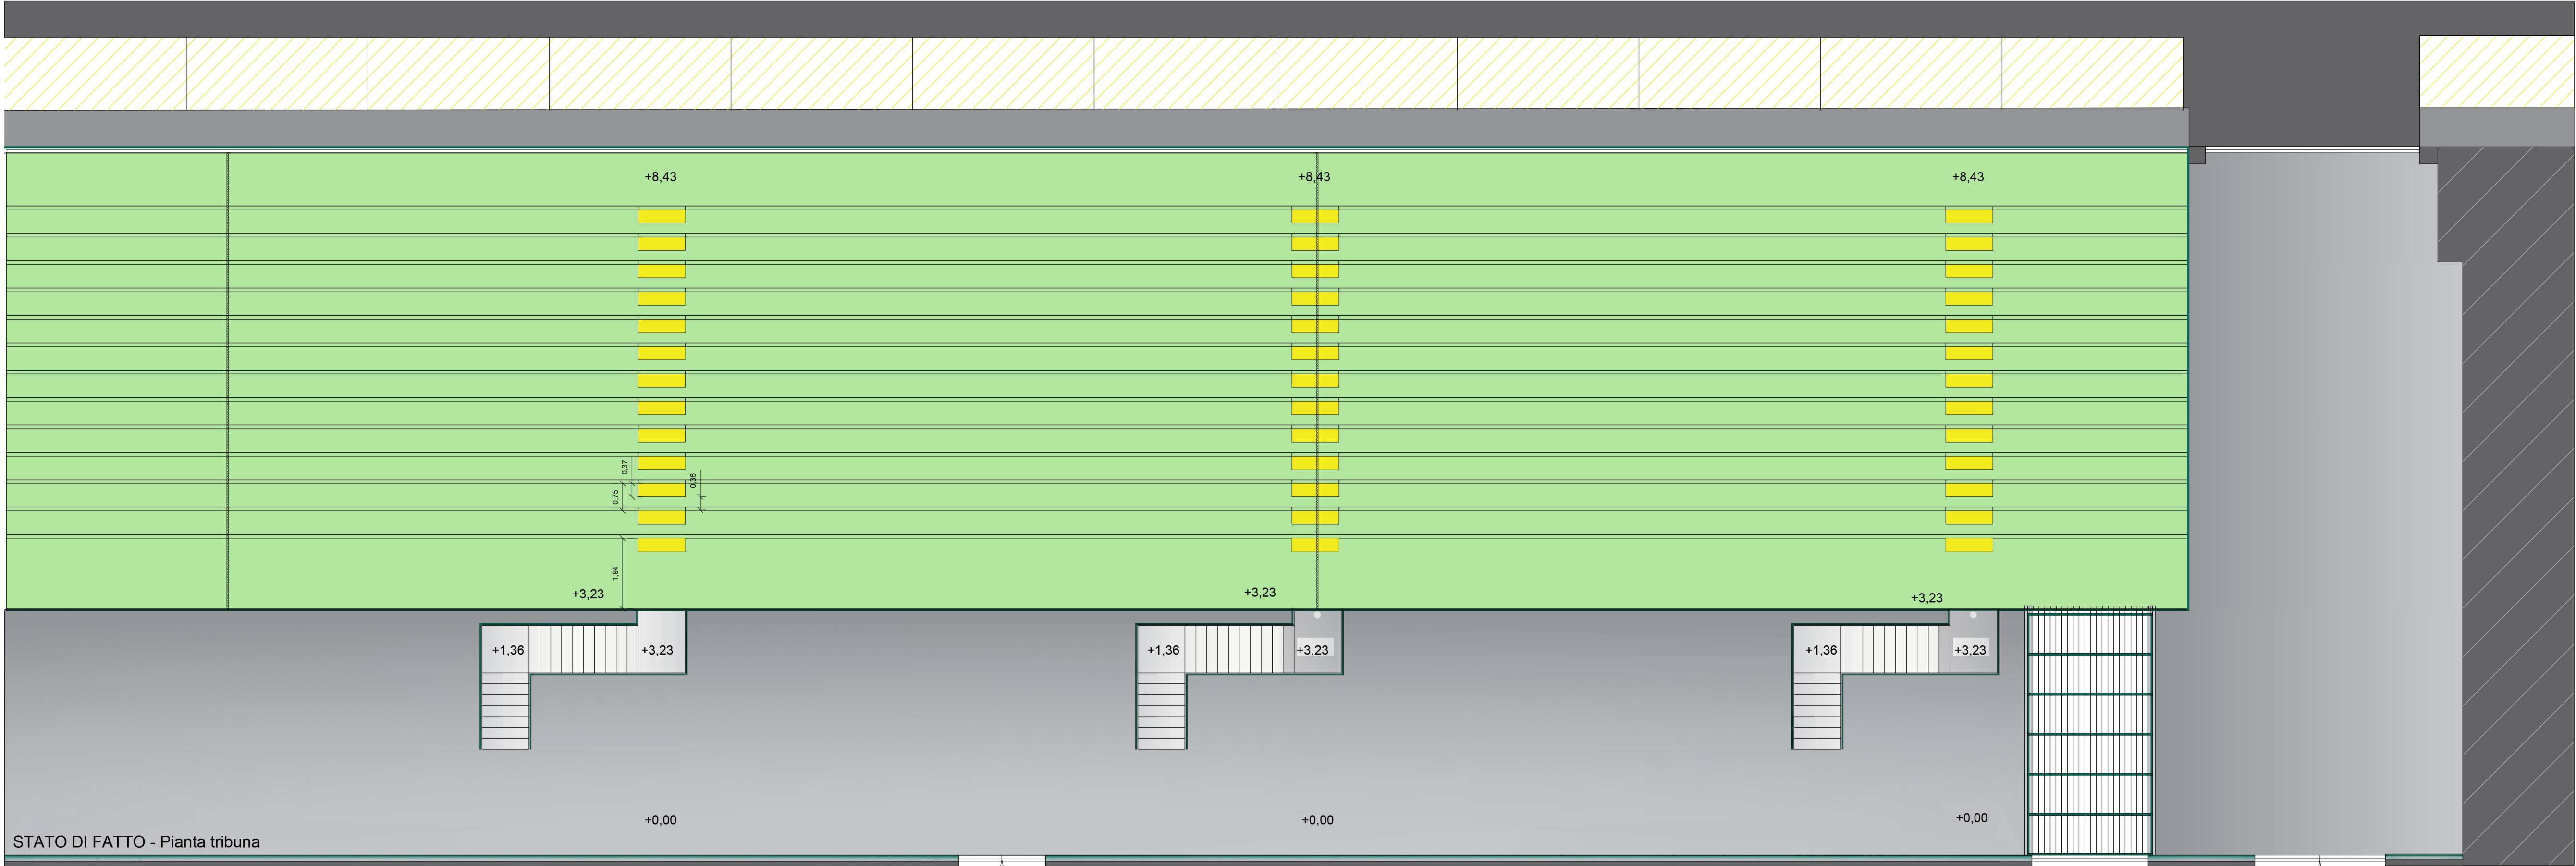 +8,43 +8,43 +8,43
0,37
0,36
0,75
1,94
+3,23 +3,23 +3,23
+1,36 +3,23 +1,36 +3,23 +1,36 +3,23
+0,00 +0,00 +0,00
STATO DI FATTO - Pianta tribuna